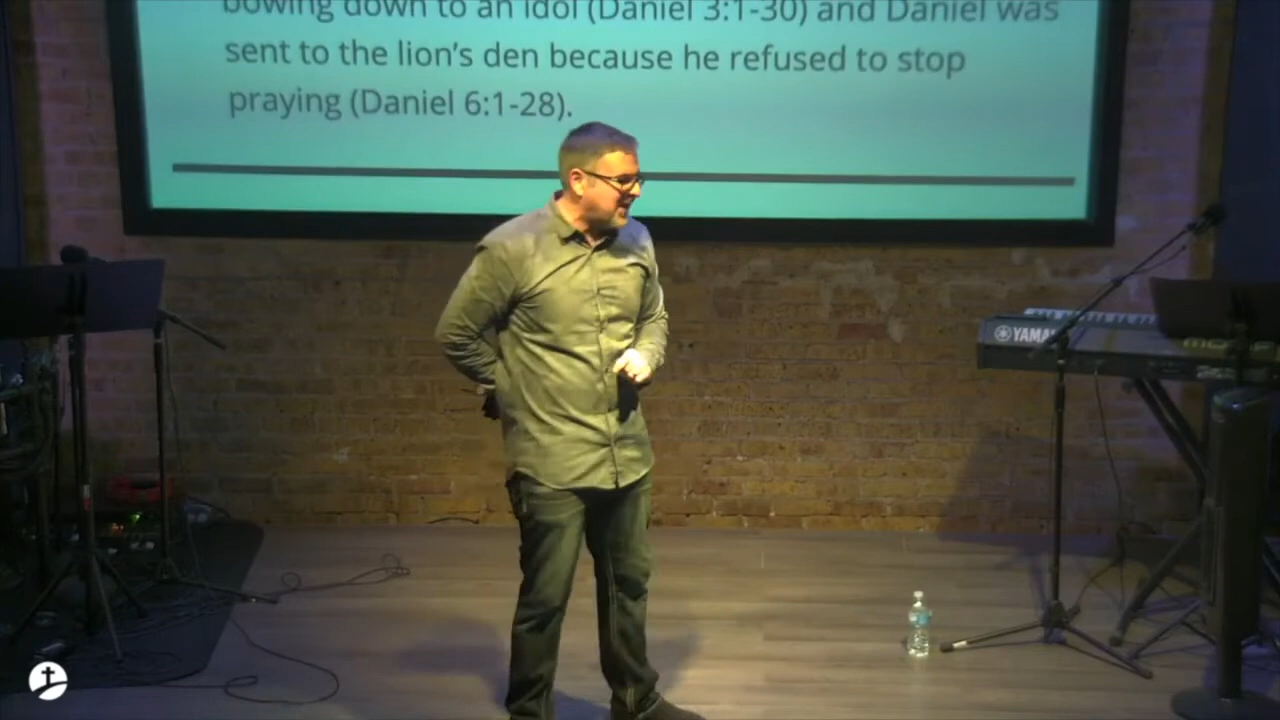 bowing down to an idol (Daniel 3:1-30) and Daniel was
sent to the lion’s den because he refused to stop
praying (Daniel 6:1-28).
YAMA